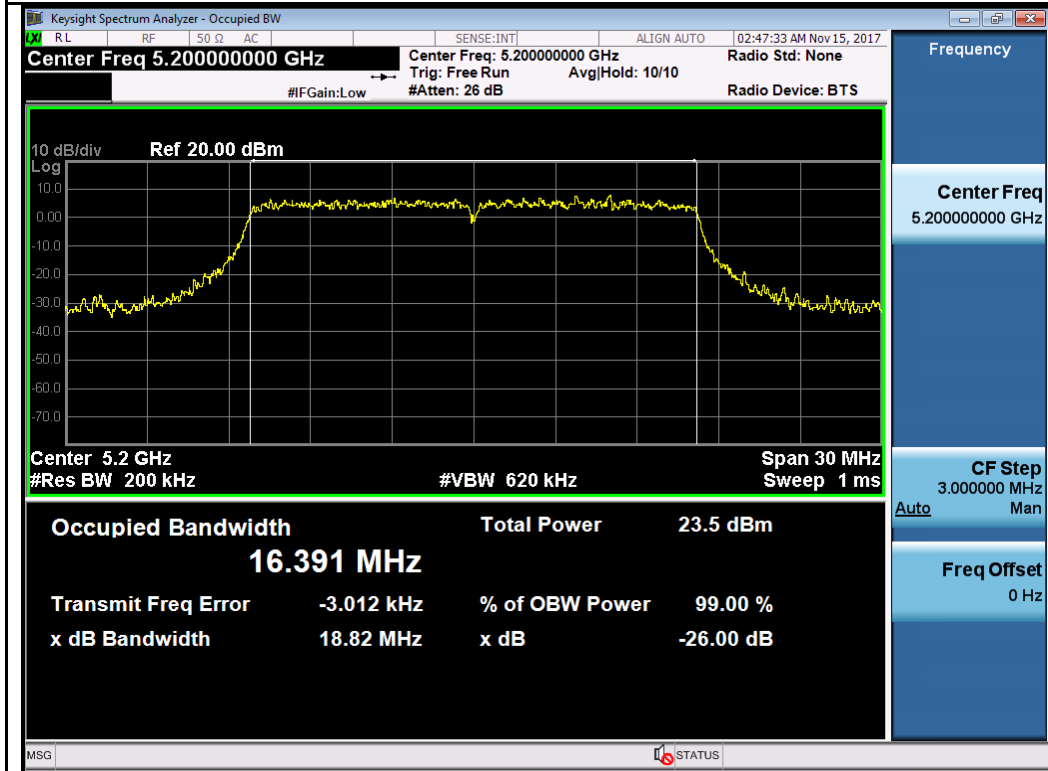 Keysight Spectrum Analyzer - Occupied BW
LXI RL RF 50 Ω AC SENSE:INT ALIGN AUTO 02:47:33 AM Nov 15, 2017
Center Freq 5.200000000 GHz
Center Freq: 5.200000000 GHz Radio Std: None
Trig: Free Run Avg|Hold: 10/10
#IFGain:Low #Atten: 26 dB Radio Device: BTS
10 dB/div Ref 20.00 dBm
Log
10.0
0.00
-10.0
-20.0
-30.0
-40.0
-50.0
-60.0
-70.0
Center 5.2 GHz Span 30 MHz
#Res BW 200 kHz #VBW 620 kHz Sweep 1 ms
Occupied Bandwidth Total Power 23.5 dBm
16.391 MHz
Transmit Freq Error -3.012 kHz % of OBW Power 99.00 %
x dB Bandwidth 18.82 MHz x dB -26.00 dB
Frequency
Center Freq
5.200000000 GHz
CF Step
3.000000 MHz
Auto Man
Freq Offset
0 Hz
MSG STATUS